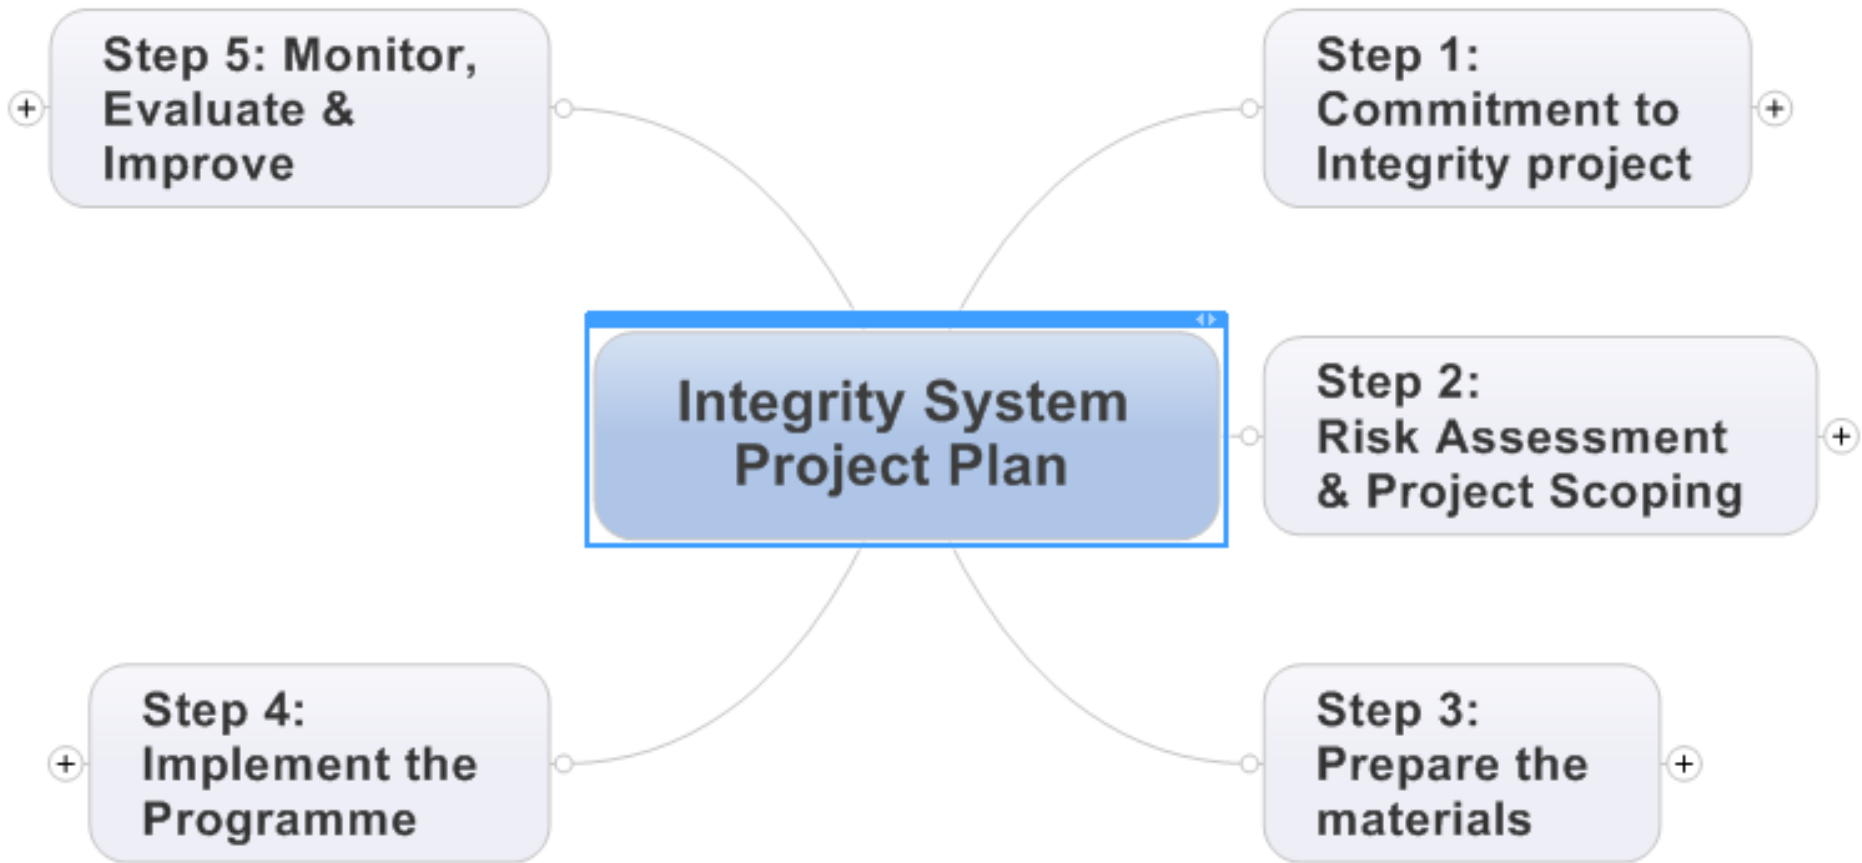 Integrity System
Project Plan
Step 1:
Commitment to
Integrity project
Step 2:
Risk Assessment
& Project Scoping
Step 3:
Prepare the
materials
Step 4:
Implement the
Programme
Step 5: Monitor,
Evaluate &
Improve